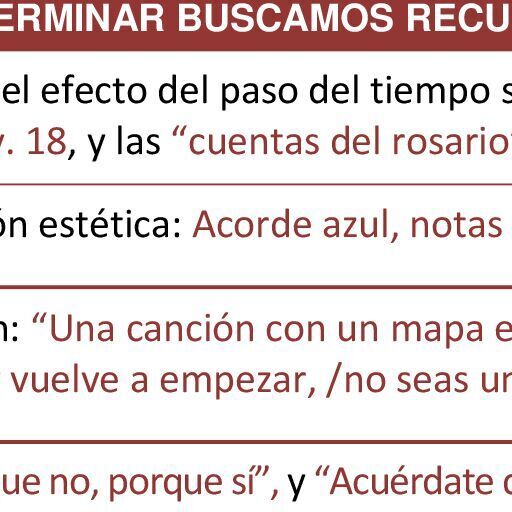 ERMINAR BUSCAMOS RECU
el efecto del paso del tiempo s
v. 18, y las “cuentas del rosario”
ón estética: Acorde azul, notas
n: “Una canción con un mapa e
vuelve a empezar, /no seas un
ue no, porque sí”, y “Acuérdate